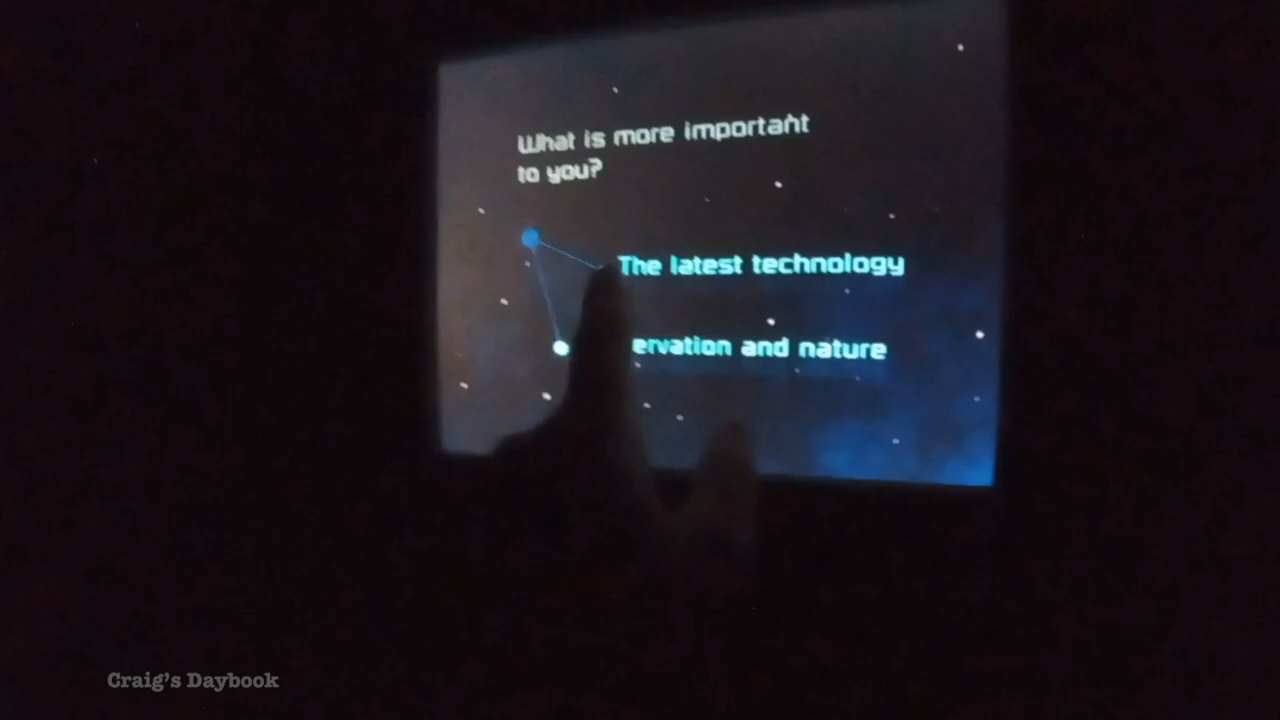 What is more important
to you?
The latest technology
ervation and nature
Craig's Daybook